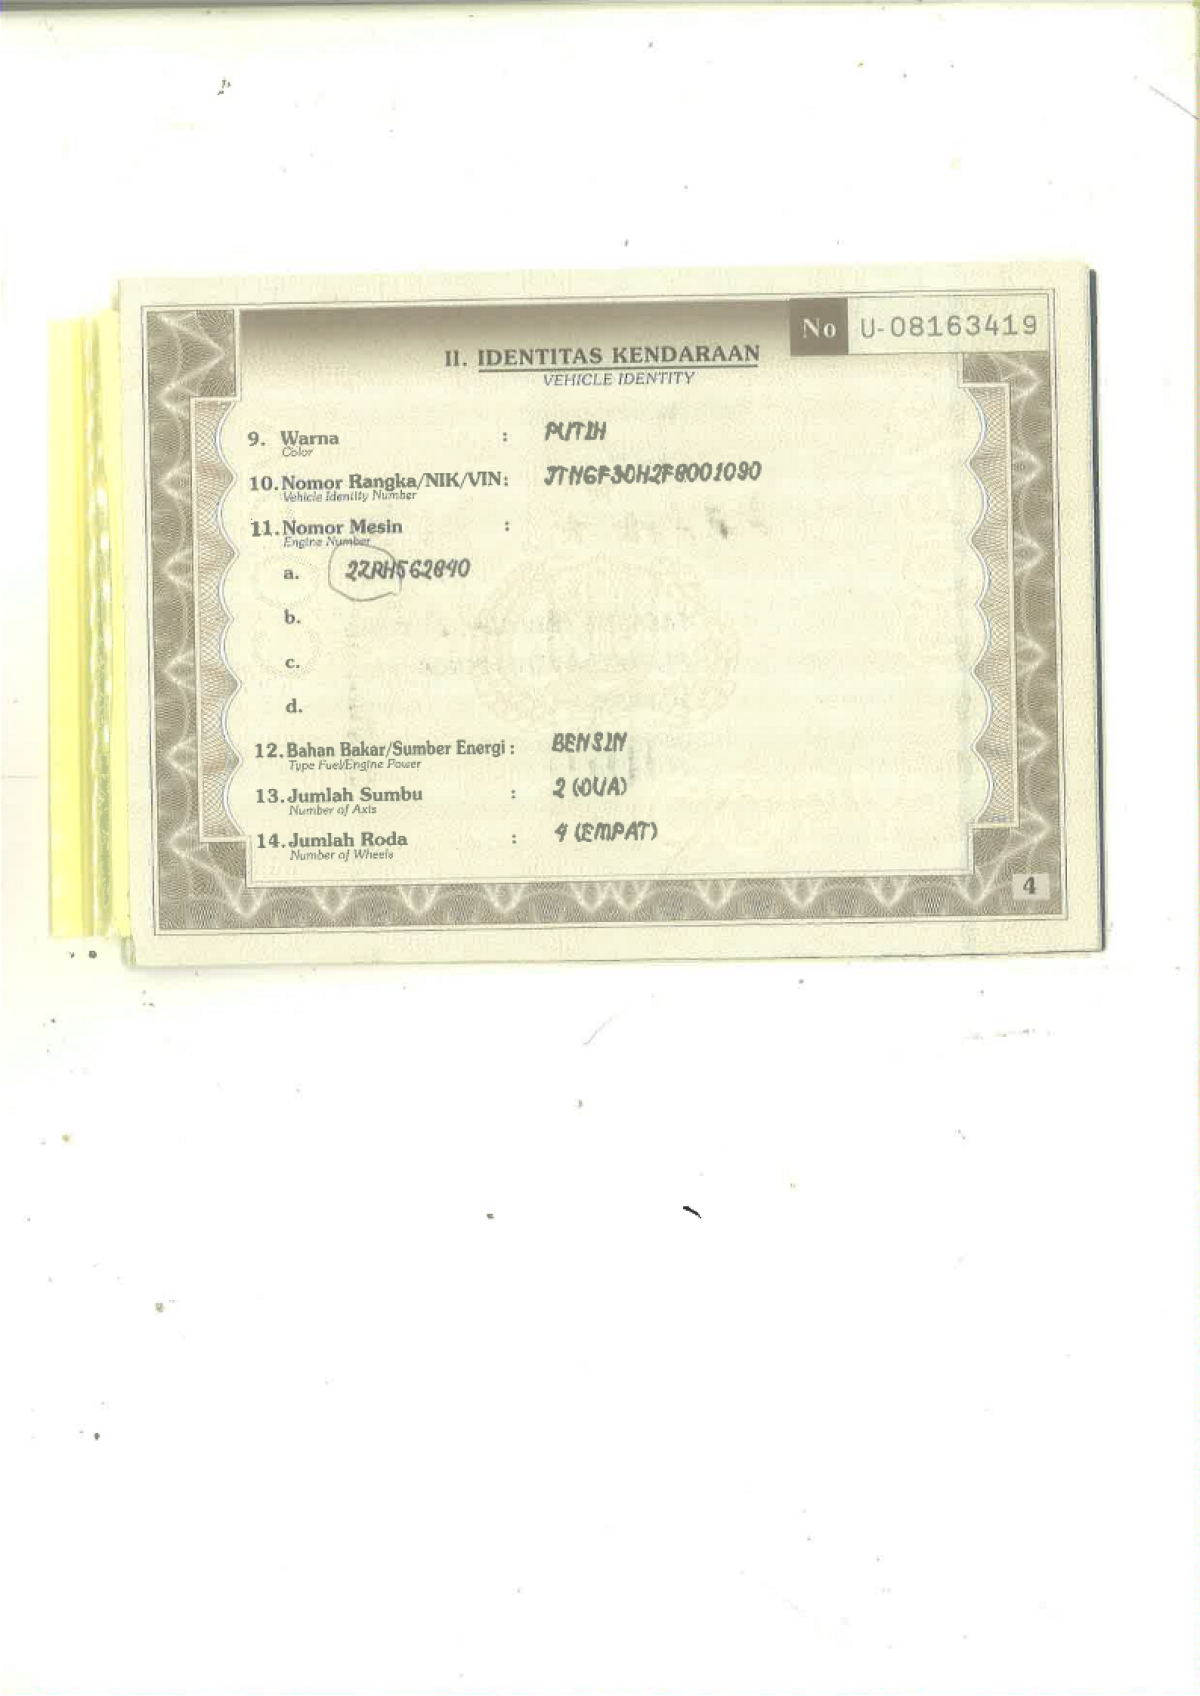 No U-08163419
II. IDENTITAS KENDARAAN
VEHICLE IDENTITY
9. Warna : PUTIH
Color
10. Nomor Rangka/NIK/VIN: JTNGF30H2F8001090
Vehicle Identity Number
11. Nomor Mesin :
Engine Number
a. 2ZRH562840
b.
c.
d.
12. Bahan Bakar/Sumber Energi : BENSIN
Type Fuel/Engine Power
13. Jumlah Sumbu : 2 (DUA)
Number of Axis
14. Jumlah Roda : 4 (EMPAT)
Number of Wheels
4